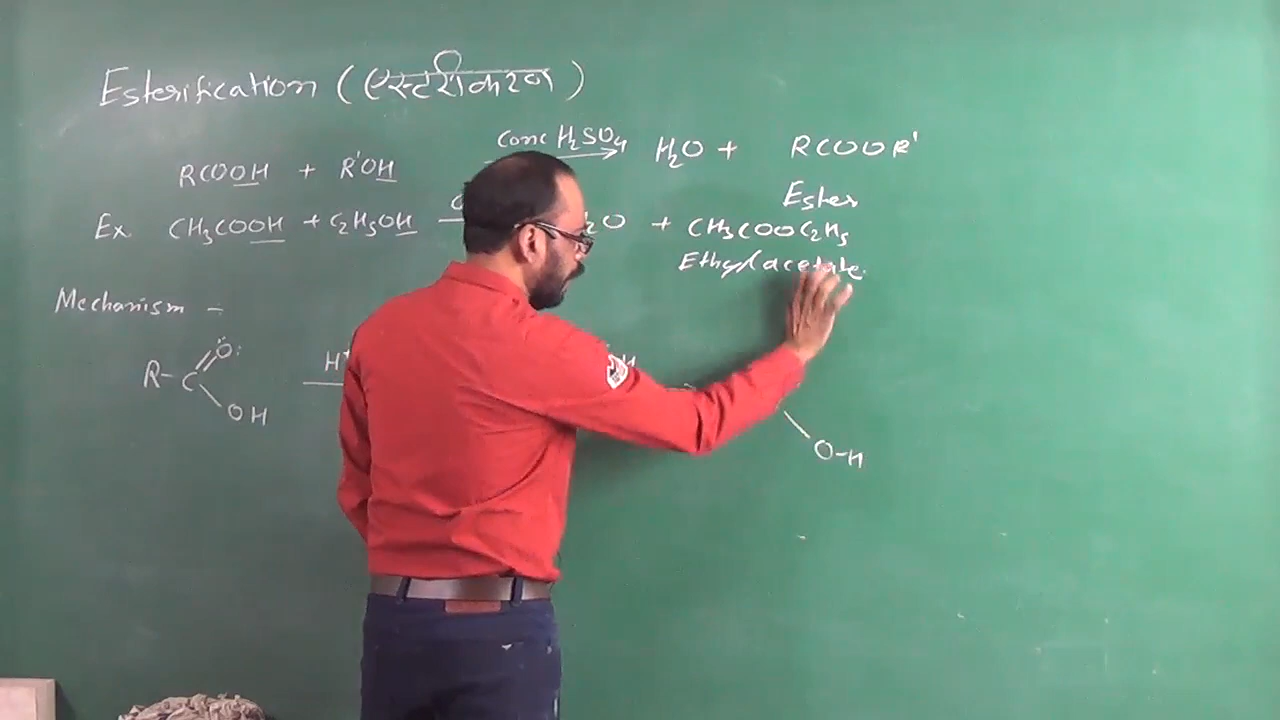 Esterification (एस्टरीकरण)
RCOOH + R'OH Conc H₂SO₄ H₂O + RCOOR'
Ester
Ex CH₃COOH + C₂H₅OH ₂O + CH₃COOC₂H₅
Ethyl acetate
Mechanism -
R-C Ö: OH H⁺ O-H